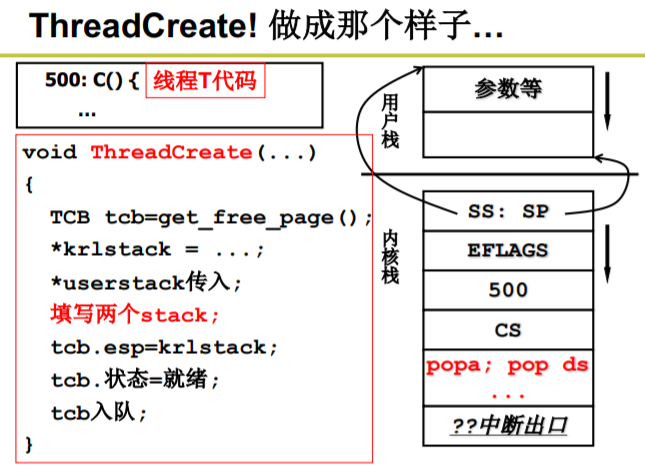 ThreadCreate! 做成那个样子…
500: C() { 线程T代码
…
void ThreadCreate(...)
{
TCB tcb=get_free_page();
*krlstack = ...;
*userstack传入;
填写两个stack;
tcb.esp=krlstack;
tcb.状态=就绪;
tcb入队;
}
用户栈
参数等
内核栈
SS: SP
EFLAGS
500
CS
popa; pop ds
...
??中断出口